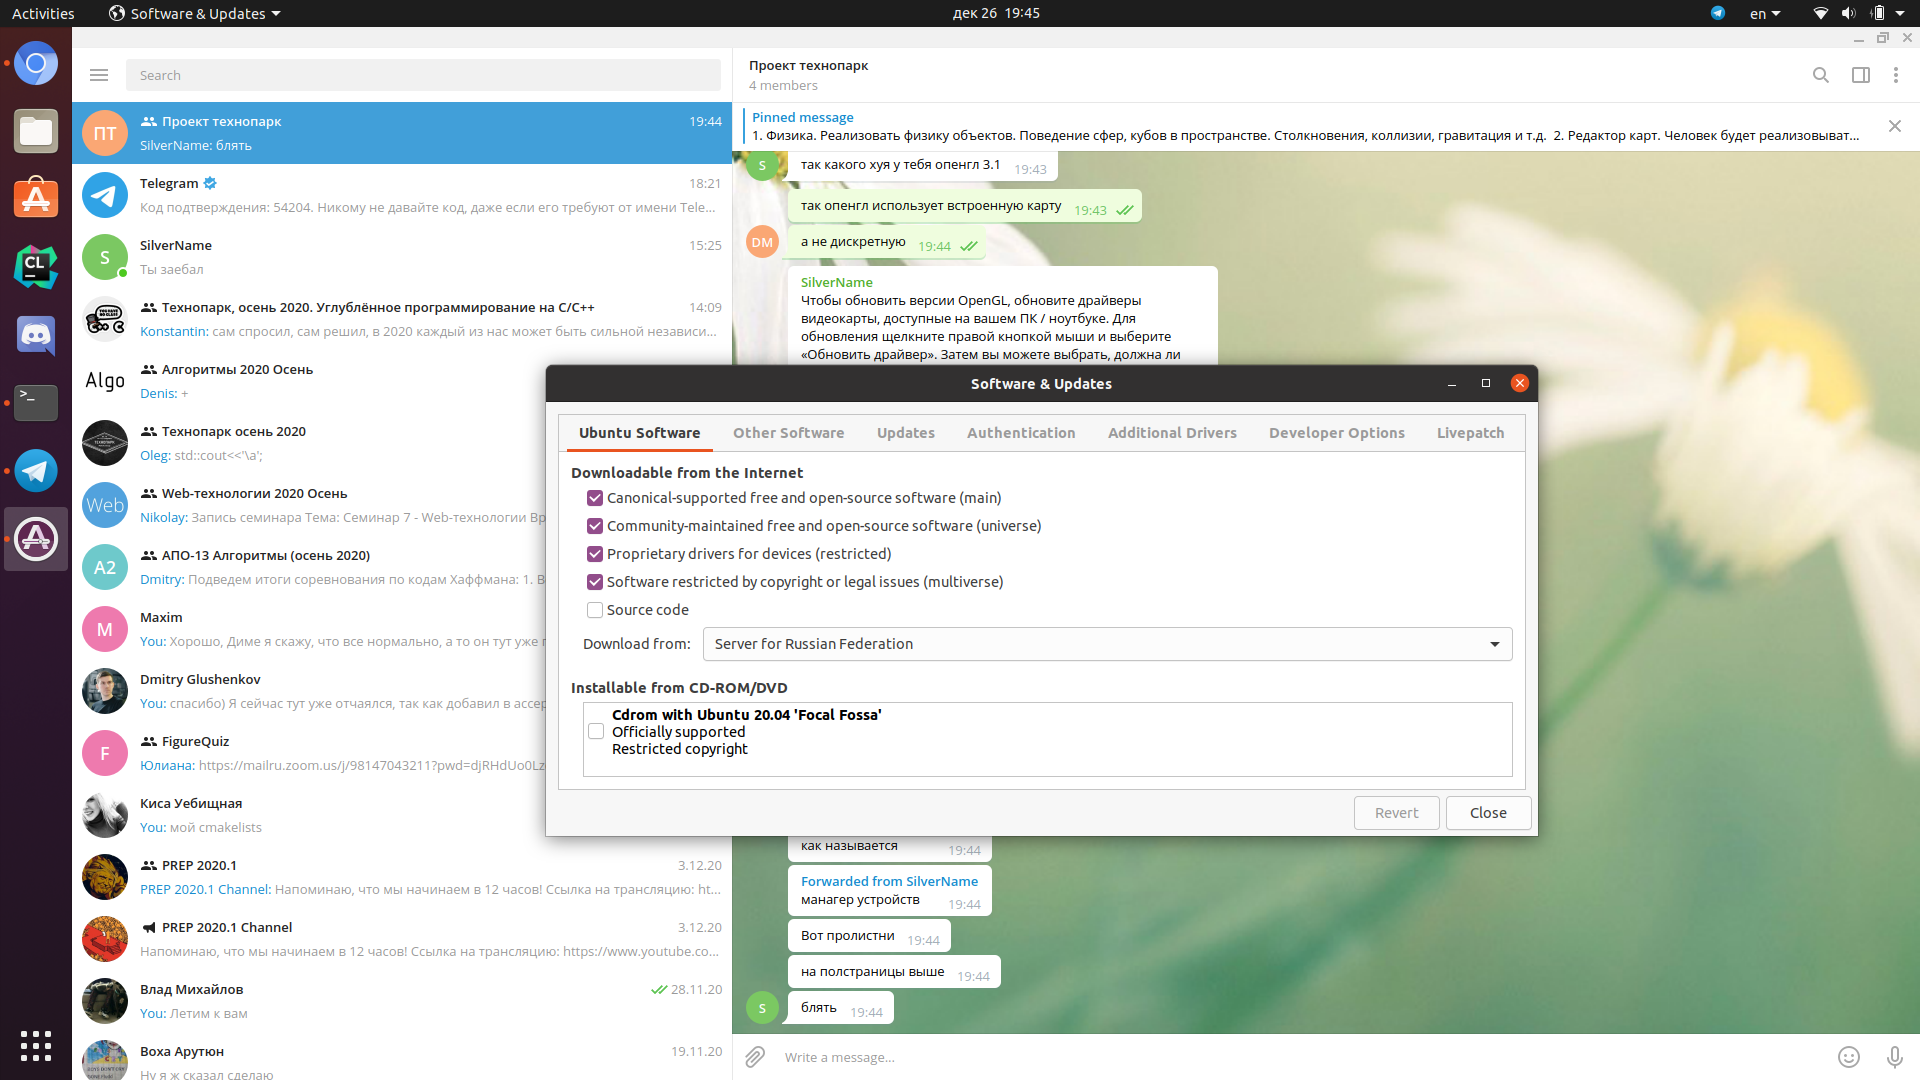 Activities
Software & Updates
дек 26 19:45
en
Search
ПТ
Проект технопарк
19:44
SilverName: блять
Telegram
18:21
Код подтверждения: 54204. Никому не давайте код, даже если его требуют от имени Tele...
S
SilverName
15:25
Ты заебал
Технопарк, осень 2020. Углублённое программирование на C/C++
14:09
Konstantin: сам спросил, сам решил, в 2020 каждый из нас может быть сильной независи...
Algo
Алгоритмы 2020 Осень
Denis: +
Технопарк осень 2020
Oleg: std::cout<<'\a';
Web
Web-технологии 2020 Осень
Nikolay: Запись семинара Тема: Семинар 7 - Web-технологии Вр
A2
АПО-13 Алгоритмы (осень 2020)
Dmitry: Подведем итоги соревнования по кодам Хаффмана: 1. В
M
Maxim
You: Хорошо, Диме я скажу, что все нормально, а то он тут уже
Dmitry Glushenkov
You: спасибо) Я сейчас тут уже отчаялся, так как добавил в ассер
F
FigureQuiz
Юлиана: https://mailru.zoom.us/j/98147043211?pwd=djRHdUo0Lz
Киса Уебищная
You: мой cmakelists
PREP 2020.1
3.12.20
PREP 2020.1 Channel: Напоминаю, что мы начинаем в 12 часов! Ссылка на трансляцию: ht...
PREP 2020.1 Channel
3.12.20
Напоминаю, что мы начинаем в 12 часов! Ссылка на трансляцию: https://www.youtube.co...
Влад Михайлов
28.11.20
You: Летим к вам
Воха Арутюн
19.11.20
Ну я ж сказал сделаю
Проект технопарк
4 members
Pinned message
1. Физика. Реализовать физику объектов. Поведение сфер, кубов в пространстве. Столкновения, коллизии, гравитация и т.д. 2. Редактор карт. Человек будет реализовыват...
S
так какого хуя у тебя опенгл 3.1 19:43
так опенгл использует встроенную карту 19:43
DM
а не дискретную 19:44
SilverName
Чтобы обновить версии OpenGL, обновите драйверы
видеокарты, доступные на вашем ПК / ноутбуке. Для
обновления щелкните правой кнопкой мыши и выберите
«Обновить драйвер». Затем вы можете выбрать, должна ли
Software & Updates
Ubuntu Software
Other Software
Updates
Authentication
Additional Drivers
Developer Options
Livepatch
Downloadable from the Internet
Canonical-supported free and open-source software (main)
Community-maintained free and open-source software (universe)
Proprietary drivers for devices (restricted)
Software restricted by copyright or legal issues (multiverse)
Source code
Download from: Server for Russian Federation
Installable from CD-ROM/DVD
Cdrom with Ubuntu 20.04 'Focal Fossa'
Officially supported
Restricted copyright
Revert
Close
как называется 19:44
Forwarded from SilverName
манагер устройств 19:44
Вот пролистни 19:44
на полстраницы выше 19:44
S
блять 19:44
Write a message...